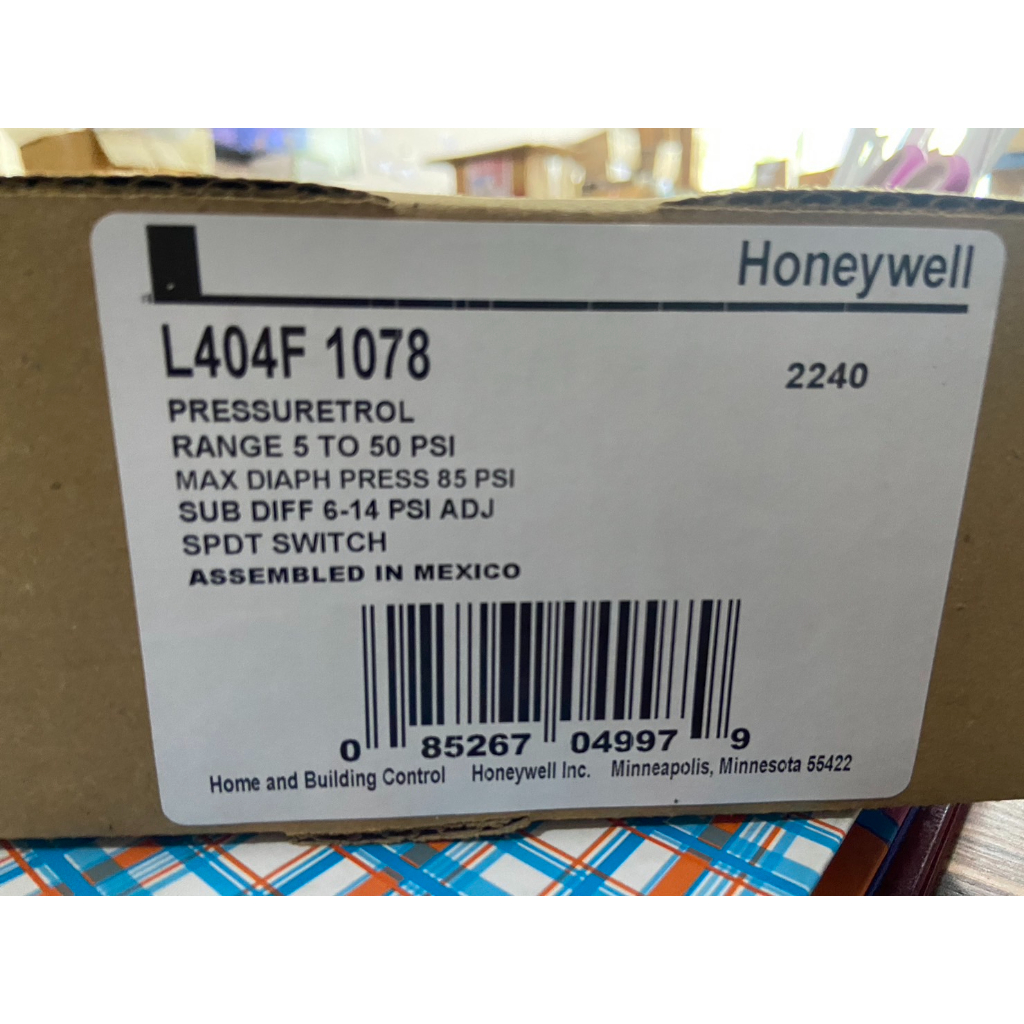 Honeywell
L404F 1078
2240
PRESSURETROL
RANGE 5 TO 50 PSI
MAX DIAPH PRESS 85 PSI
SUB DIFF 6-14 PSI ADJ
SPDT SWITCH
ASSEMBLED IN MEXICO
0 85267 04997 9
Home and Building Control Honeywell Inc. Minneapolis, Minnesota 55422